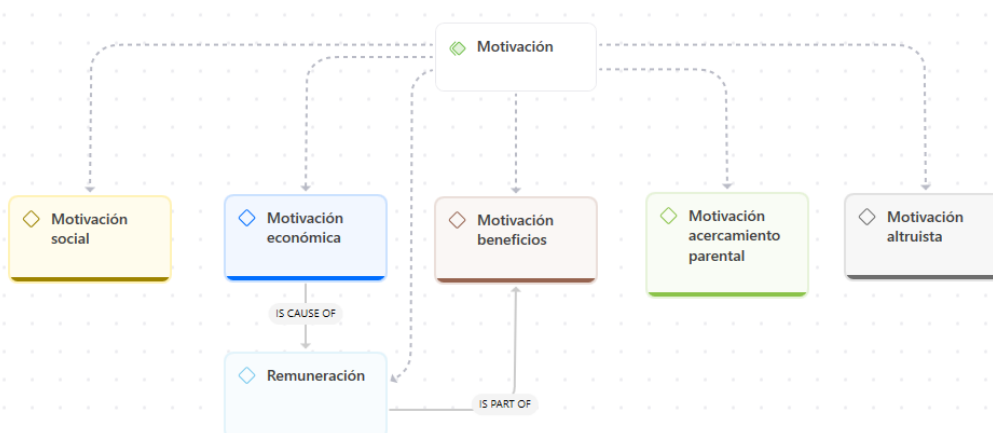 Motivación
Motivación
social
Motivación
económica
Motivación
beneficios
Motivación
acercamiento
parental
Motivación
altruista
IS CAUSE OF
Remuneración
IS PART OF